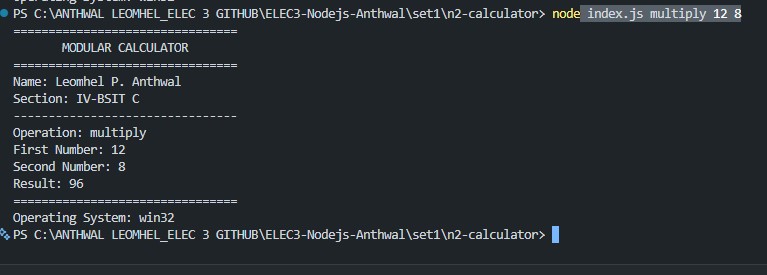 PS C:\ANTHWAL LEOMHEL_ELEC 3 GITHUB\ELEC3-Nodejs-Anthwal\set1\n2-calculator> node index.js multiply 12 8
================================
MODULAR CALCULATOR
================================
Name: Leomhel P. Anthwal
Section: IV-BSIT C
--------------------------------
Operation: multiply
First Number: 12
Second Number: 8
Result: 96
================================
Operating System: win32
PS C:\ANTHWAL LEOMHEL_ELEC 3 GITHUB\ELEC3-Nodejs-Anthwal\set1\n2-calculator>